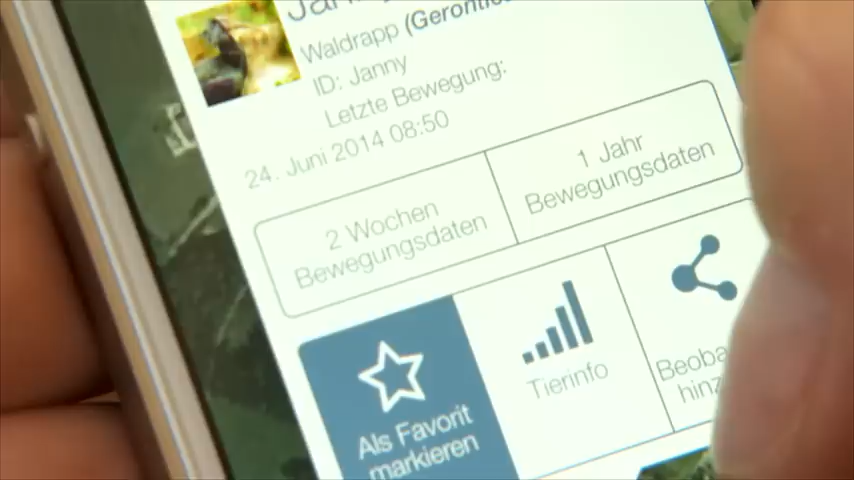 Waldrapp
ID: Janny
Letzte Bewegung:
24. Juni 2014 08:50
2 Wochen
Bewegungsdaten
1 Jahr
Bewegungsdaten
Als Favorit
markieren
Tierinfo